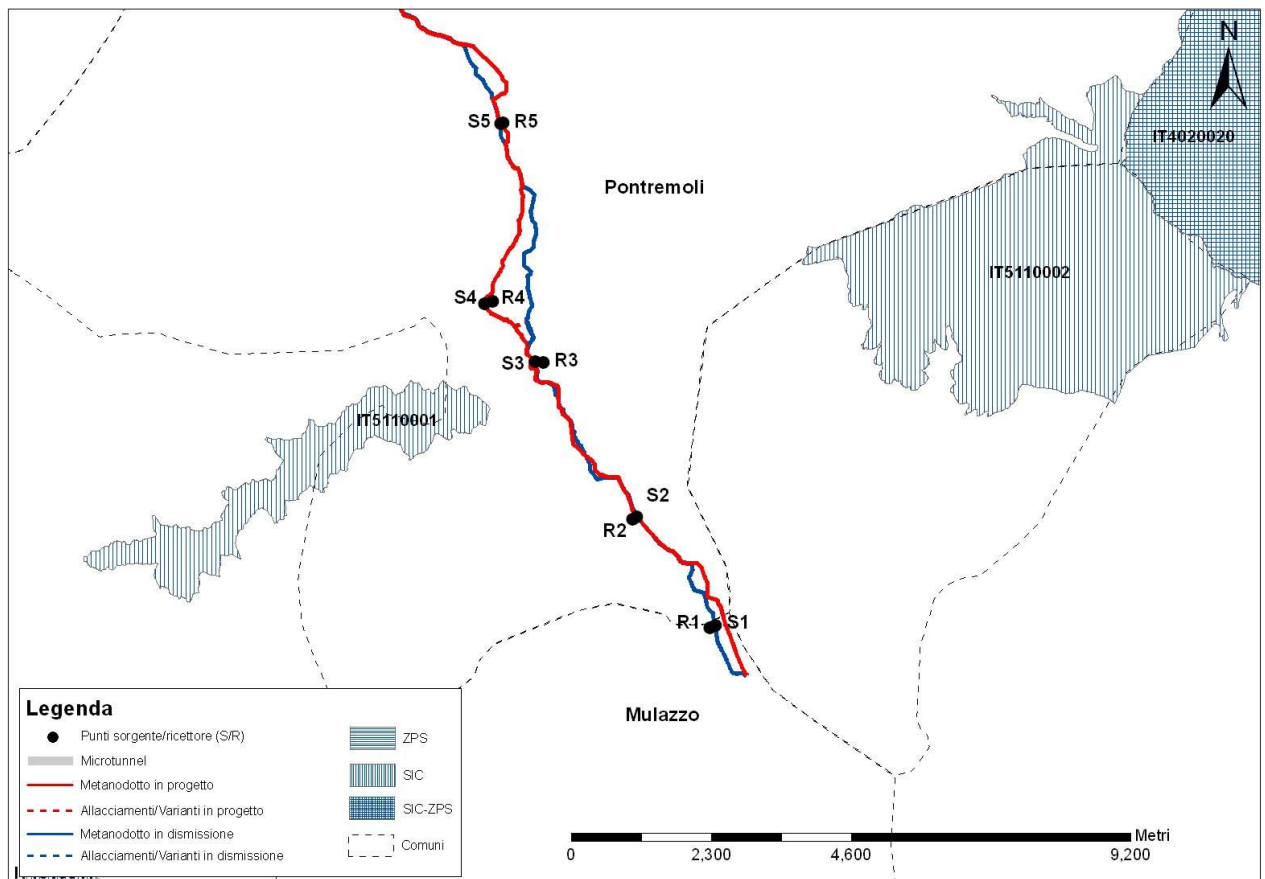 N
IT4020020
S5 R5
Pontremoli
IT5110002
S4 R4
S3 R3
IT5110001
S2
R2
R1 S1
Mulazzo
Legenda
Punti sorgente/ricettore (S/R)
Microtunnel
Metanodotto in progetto
Allacciamenti/Varianti in progetto
Metanodotto in dismissione
Allacciamenti/Varianti in dismissione
ZPS
SIC
SIC-ZPS
Comuni
Metri
0 2,300 4,600 9,200